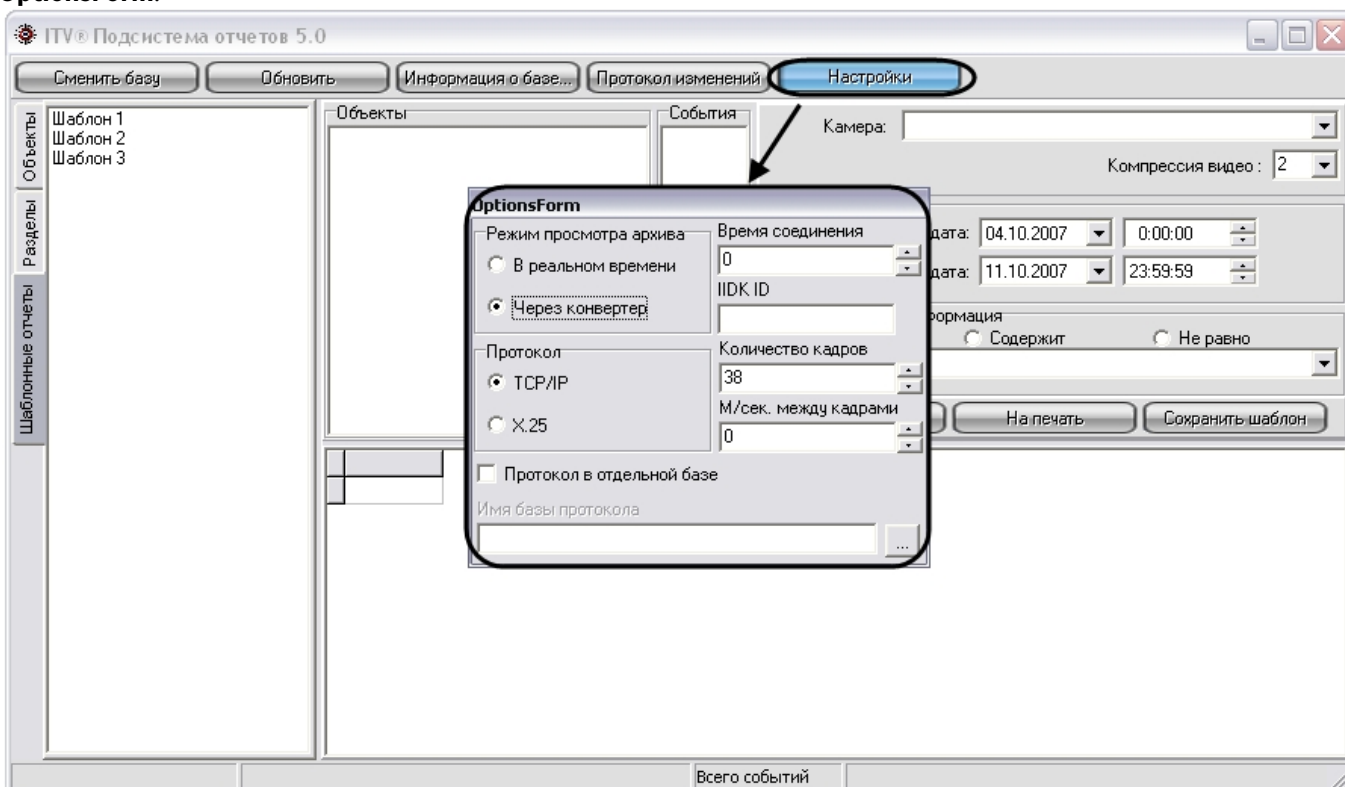 ITV® Подсистема отчетов 5.0
Сменить базу Обновить Информация о базе... Протокол изменений Настройки
Объекты
Разделы
Шаблонные отчеты
Шаблон 1
Шаблон 2
Шаблон 3
Объекты
События
Камера:
Компрессия видео : 2
дата: 04.10.2007 0:00:00
дата: 11.10.2007 23:59:59
Содержит Не равно
На печать Сохранить шаблон
OptionsForm
Режим просмотра архива
В реальном времени
Через конвертер
Протокол
TCP/IP
X.25
Время соединения
0
IIDK ID
Количество кадров
38
М/сек. между кадрами
0
Протокол в отдельной базе
Имя базы протокола
...
Всего событий